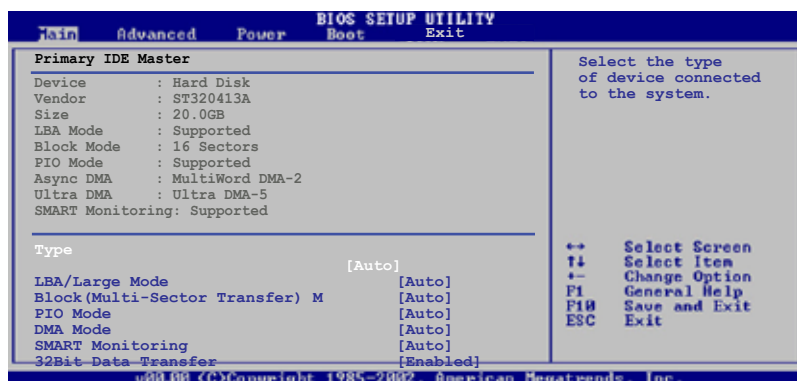 BIOS SETUP UTILITY
Main Advanced Power Boot Exit
Primary IDE Master
Device : Hard Disk
Vendor : ST320413A
Size : 20.0GB
LBA Mode : Supported
Block Mode : 16 Sectors
PIO Mode : Supported
Async DMA : MultiWord DMA-2
Ultra DMA : Ultra DMA-5
SMART Monitoring: Supported
Type [Auto]
LBA/Large Mode [Auto]
Block(Multi-Sector Transfer) M [Auto]
PIO Mode [Auto]
DMA Mode [Auto]
SMART Monitoring [Auto]
32Bit Data Transfer [Enabled]
Select the type
of device connected
to the system.
↔ Select Screen
↑↓ Select Item
+- Change Option
F1 General Help
F10 Save and Exit
ESC Exit
v00.00 (C)Copyright 1985-2002, American Megatrends, Inc.